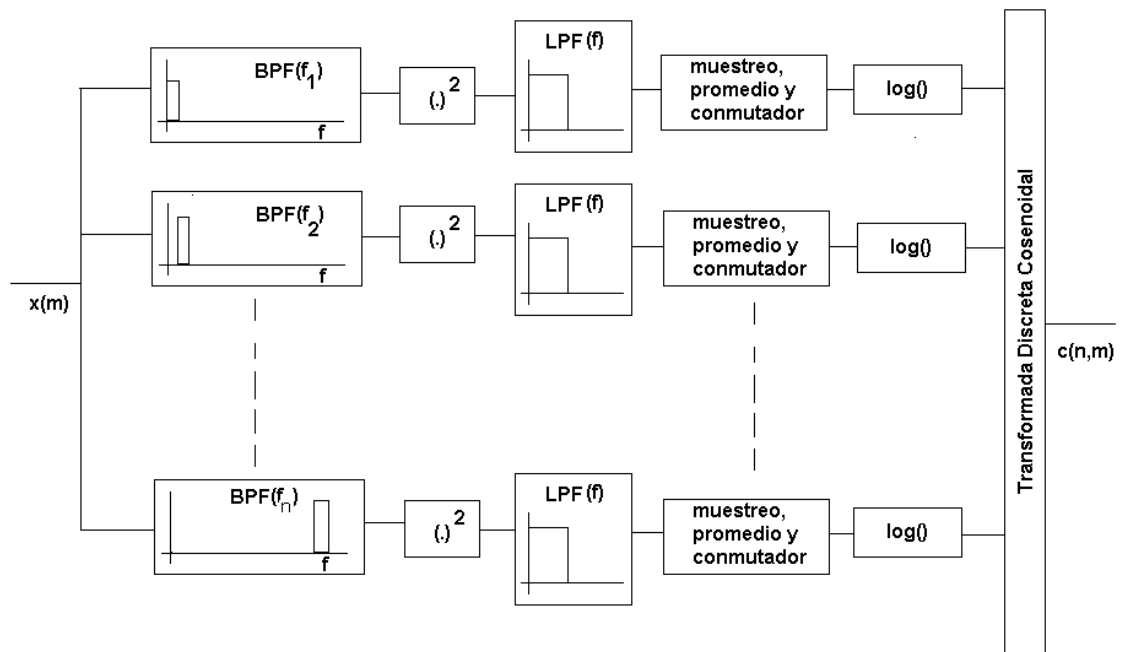 x(m)
BPF(f1)
f
(.)2
LPF(f)
muestreo,
promedio y
conmutador
log()
BPF(f2)
f
(.)2
LPF(f)
muestreo,
promedio y
conmutador
log()
BPF(fn)
f
(.)2
LPF(f)
muestreo,
promedio y
conmutador
log()
Transformada Discreta Cosenoidal
c(n,m)